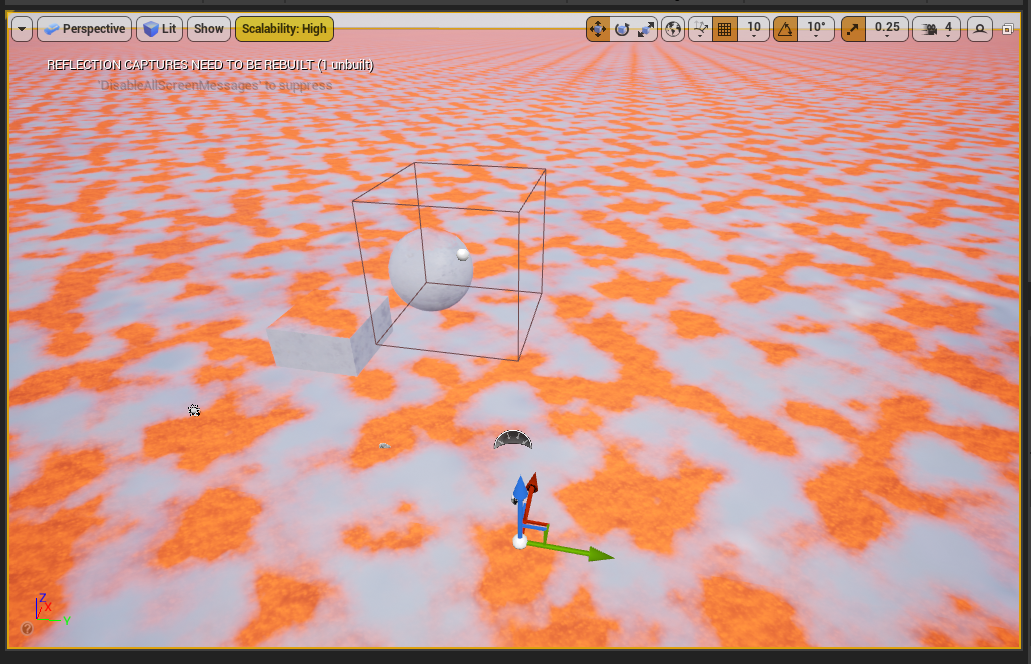 Perspective Lit Show Scalability: High 10 10° 0.25 4
REFLECTION CAPTURES NEED TO BE REBUILT (1 unbuilt)
'DisableAllScreenMessages' to suppress
Z
X
Y
?